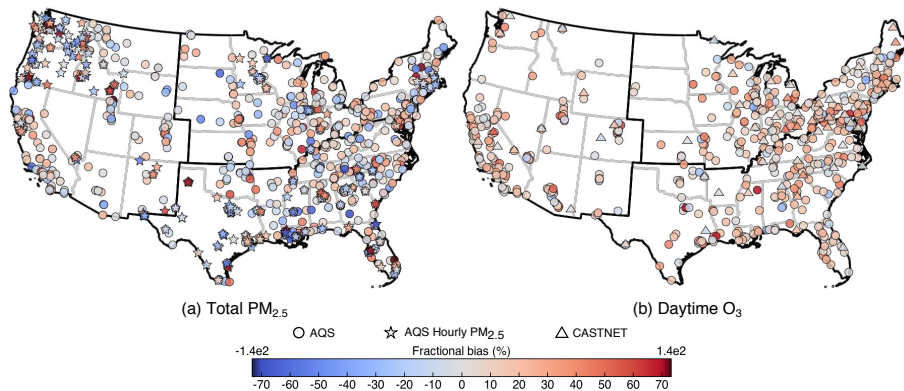 (a) Total PM2.5
(b) Daytime O3
AQS
AQS Hourly PM2.5
CASTNET
-1.4e2
Fractional bias (%)
1.4e2
-70 -60 -50 -40 -30 -20 -10 0 10 20 30 40 50 60 70